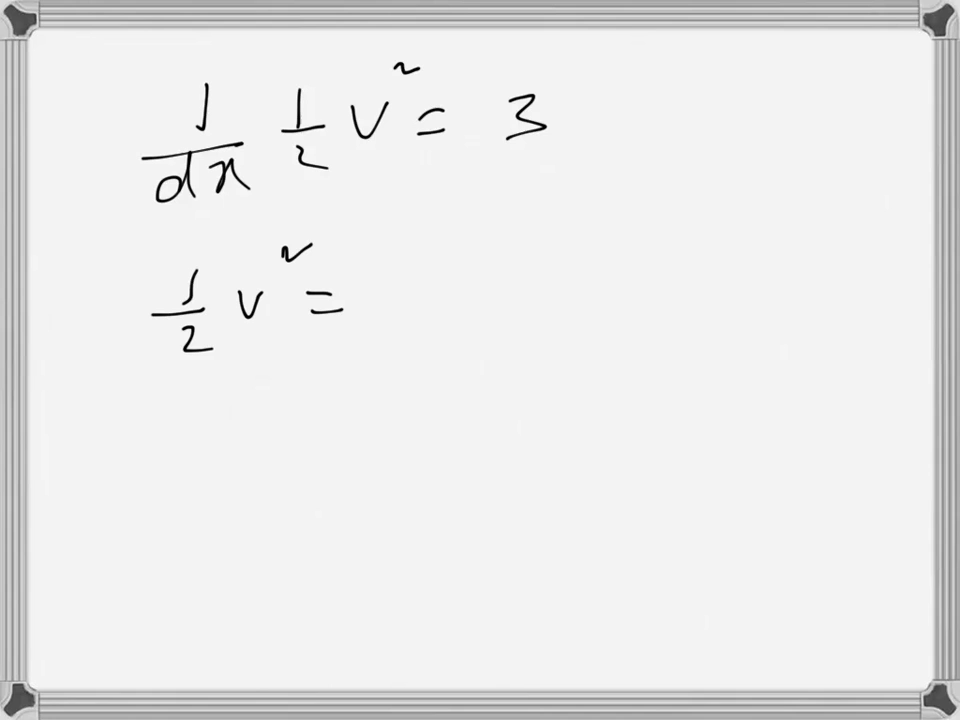 1/dx 1/2 v² = 3
1/2 v² =